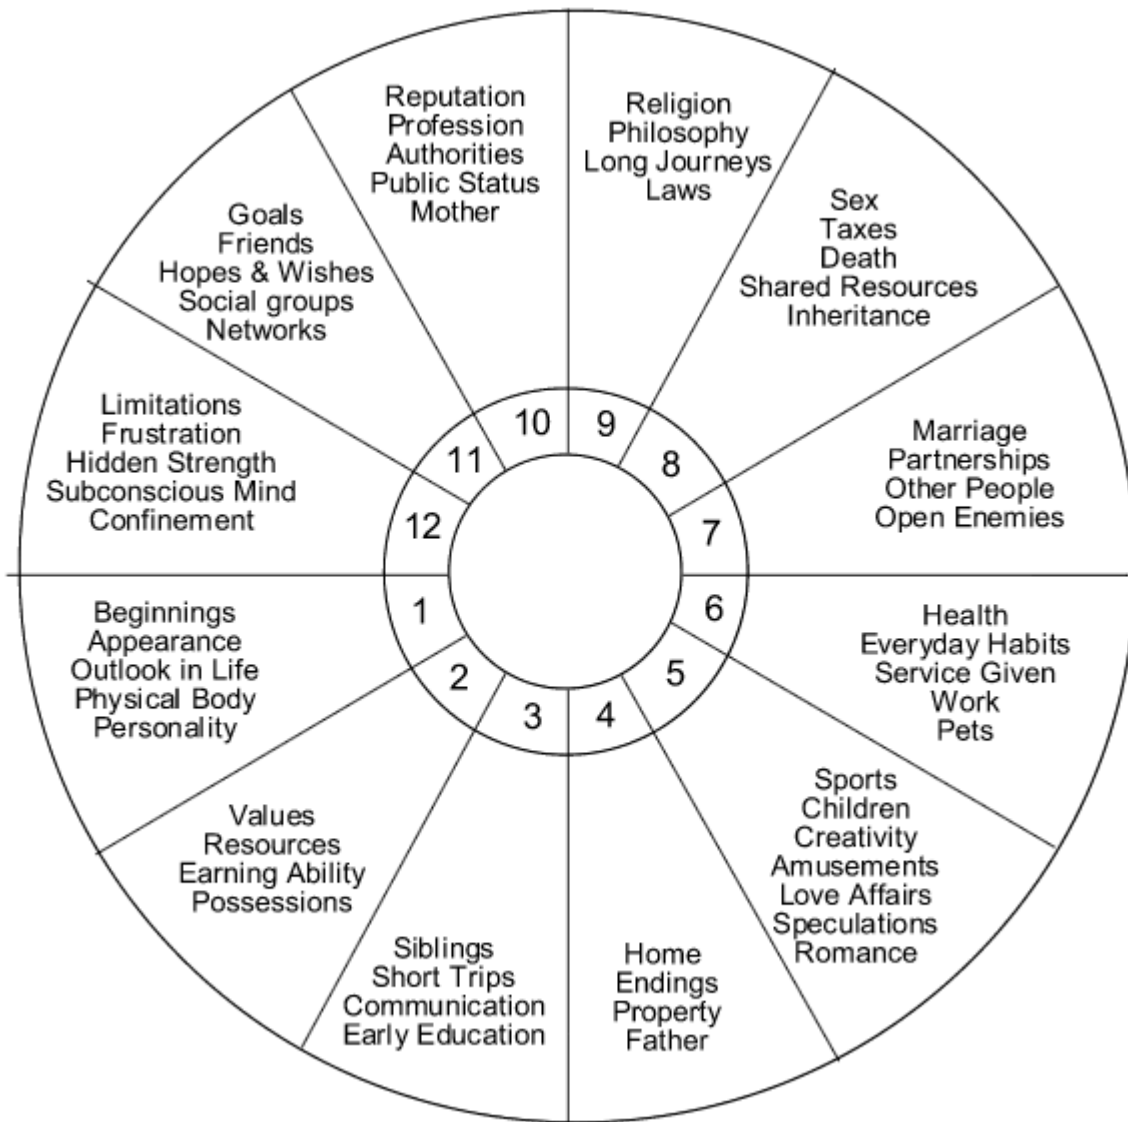 Reputation
Profession
Authorities
Public Status
Mother
Religion
Philosophy
Long Journeys
Laws
Goals
Friends
Hopes & Wishes
Social groups
Networks
Sex
Taxes
Death
Shared Resources
Inheritance
Limitations
Frustration
Hidden Strength
Subconscious Mind
Confinement
Marriage
Partnerships
Other People
Open Enemies
10
9
11
8
12
7
1
6
2
5
3
4
Beginnings
Appearance
Outlook in Life
Physical Body
Personality
Health
Everyday Habits
Service Given
Work
Pets
Values
Resources
Earning Ability
Possessions
Sports
Children
Creativity
Amusements
Love Affairs
Speculations
Romance
Siblings
Short Trips
Communication
Early Education
Home
Endings
Property
Father